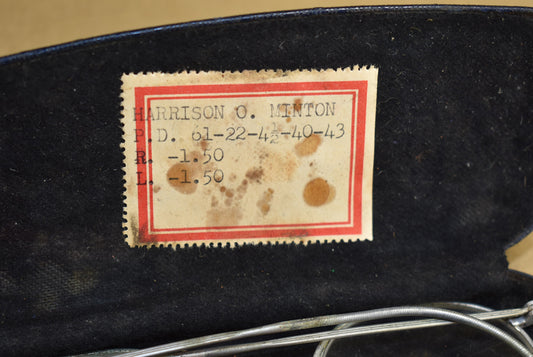 HARRISON O. MINTON
P.D. 61-22-4½-40-43
R. -1.50
L. -1.50